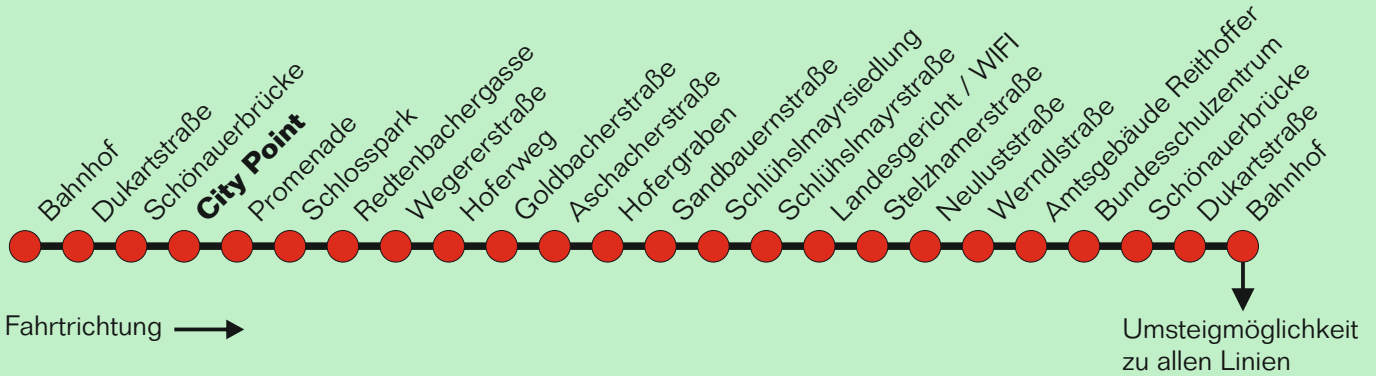 Bahnhof
Dukartstraße
Schönauerbrücke
City Point
Promenade
Schlosspark
Redtenbachergasse
Wegererstraße
Hoferweg
Goldbacherstraße
Aschacherstraße
Hofergraben
Sandbauernstraße
Schlühslmayrsiedlung
Schlühslmayrstraße
Landesgericht / WIFI
Stelzhamerstraße
Neuluststraße
Werndlstraße
Amtsgebäude Reithoffer
Bundesschulzentrum
Schönauerbrücke
Dukartstraße
Bahnhof
Fahrtrichtung
Umsteigmöglichkeit
zu allen Linien